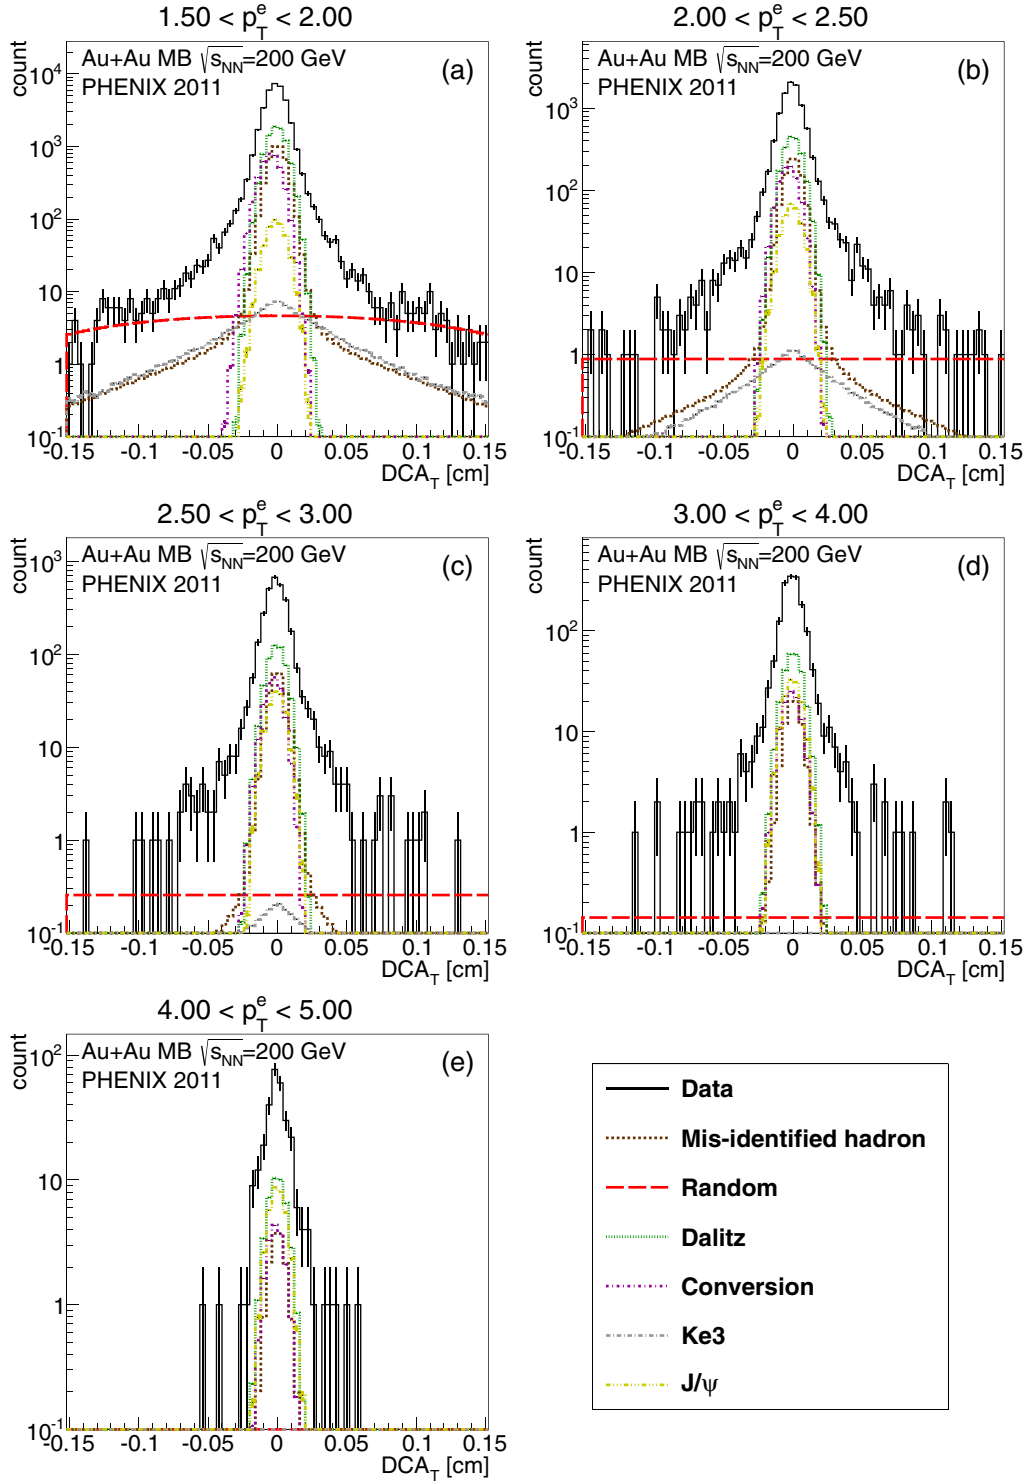 1.50 < p_T^e < 2.00
count
Au+Au MB √s_NN=200 GeV
PHENIX 2011
(a)
10^4
10^3
10^2
10
1
10^-1
-0.15 -0.1 -0.05 0 0.05 0.1 0.15
DCA_T [cm]
2.00 < p_T^e < 2.50
count
Au+Au MB √s_NN=200 GeV
PHENIX 2011
(b)
10^3
10^2
10
1
10^-1
-0.15 -0.1 -0.05 0 0.05 0.1 0.15
DCA_T [cm]
2.50 < p_T^e < 3.00
count
Au+Au MB √s_NN=200 GeV
PHENIX 2011
(c)
10^3
10^2
10
1
10^-1
-0.15 -0.1 -0.05 0 0.05 0.1 0.15
DCA_T [cm]
3.00 < p_T^e < 4.00
count
Au+Au MB √s_NN=200 GeV
PHENIX 2011
(d)
10^2
10
1
10^-1
-0.15 -0.1 -0.05 0 0.05 0.1 0.15
DCA_T [cm]
4.00 < p_T^e < 5.00
count
Au+Au MB √s_NN=200 GeV
PHENIX 2011
(e)
10^2
10
1
10^-1
-0.15 -0.1 -0.05 0 0.05 0.1 0.15
DCA_T [cm]
Data
Mis-identified hadron
Random
Dalitz
Conversion
Ke3
J/ψ